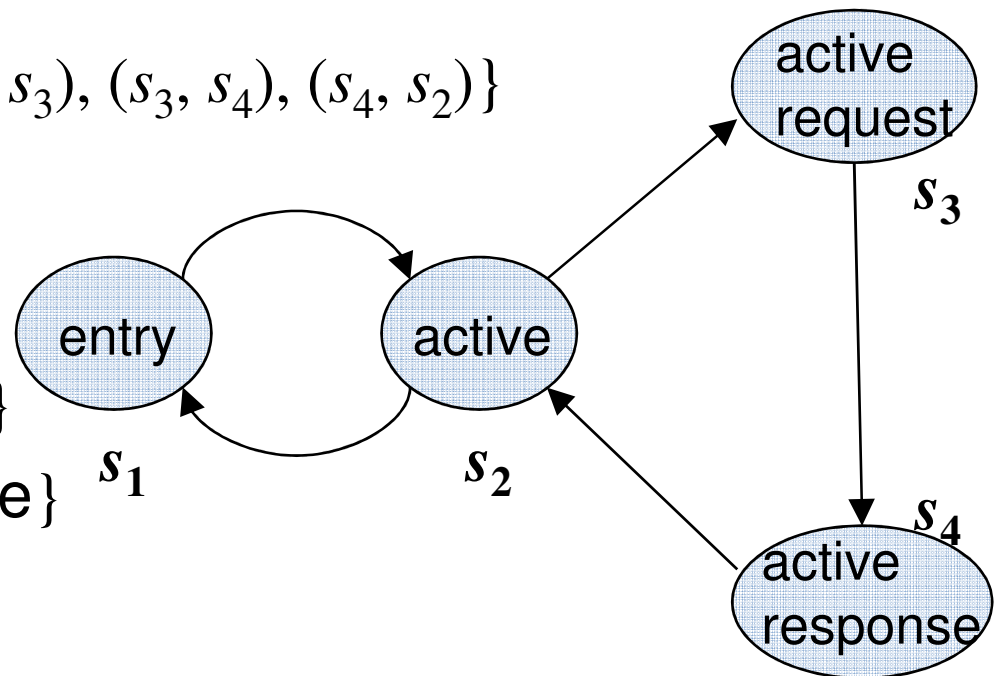 s₃), (s₃, s₄), (s₄, s₂)}
active
request
s₃
entry
active
}
s₁
s₂
e}
s₄
active
response